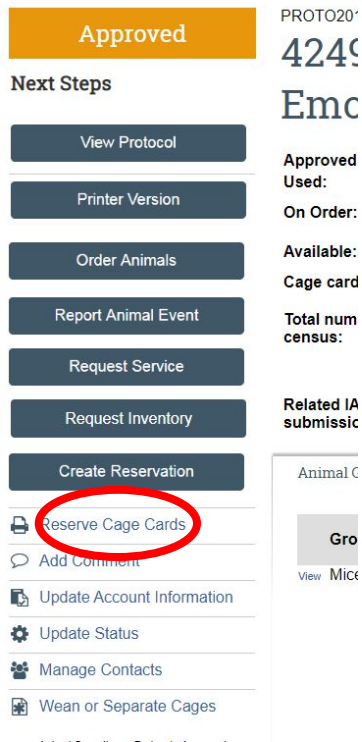 Approved
Next Steps
View Protocol
Printer Version
Order Animals
Report Animal Event
Request Service
Request Inventory
Create Reservation
Reserve Cage Cards
Add Comment
Update Account Information
Update Status
Manage Contacts
Wean or Separate Cages
PROTO201
4249
Emo
Approved
Used:
On Order:
Available:
Cage card
Total num
census:
Related IA
submissio
Animal G
Gro
View Mice